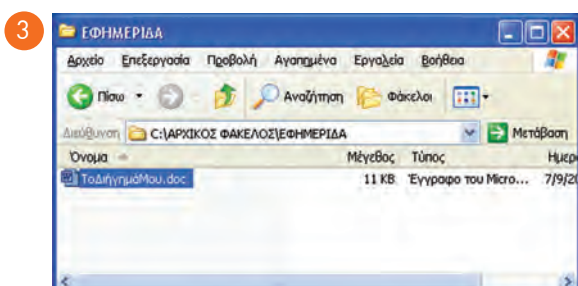 3
ΕΦΗΜΕΡΙΔΑ
Αρχείο Επεξεργασία Προβολή Αγαπημένα Εργαλεία Βοήθεια
Πίσω Αναζήτηση Φάκελοι
Διεύθυνση C:\ΑΡΧΙΚΟΣ ΦΑΚΕΛΟΣ\ΕΦΗΜΕΡΙΔΑ Μετάβαση
Όνομα Μέγεθος Τύπος Ημερο
ΤοΔιήγημάΜου.doc 11 KB Έγγραφο του Micro... 7/9/20